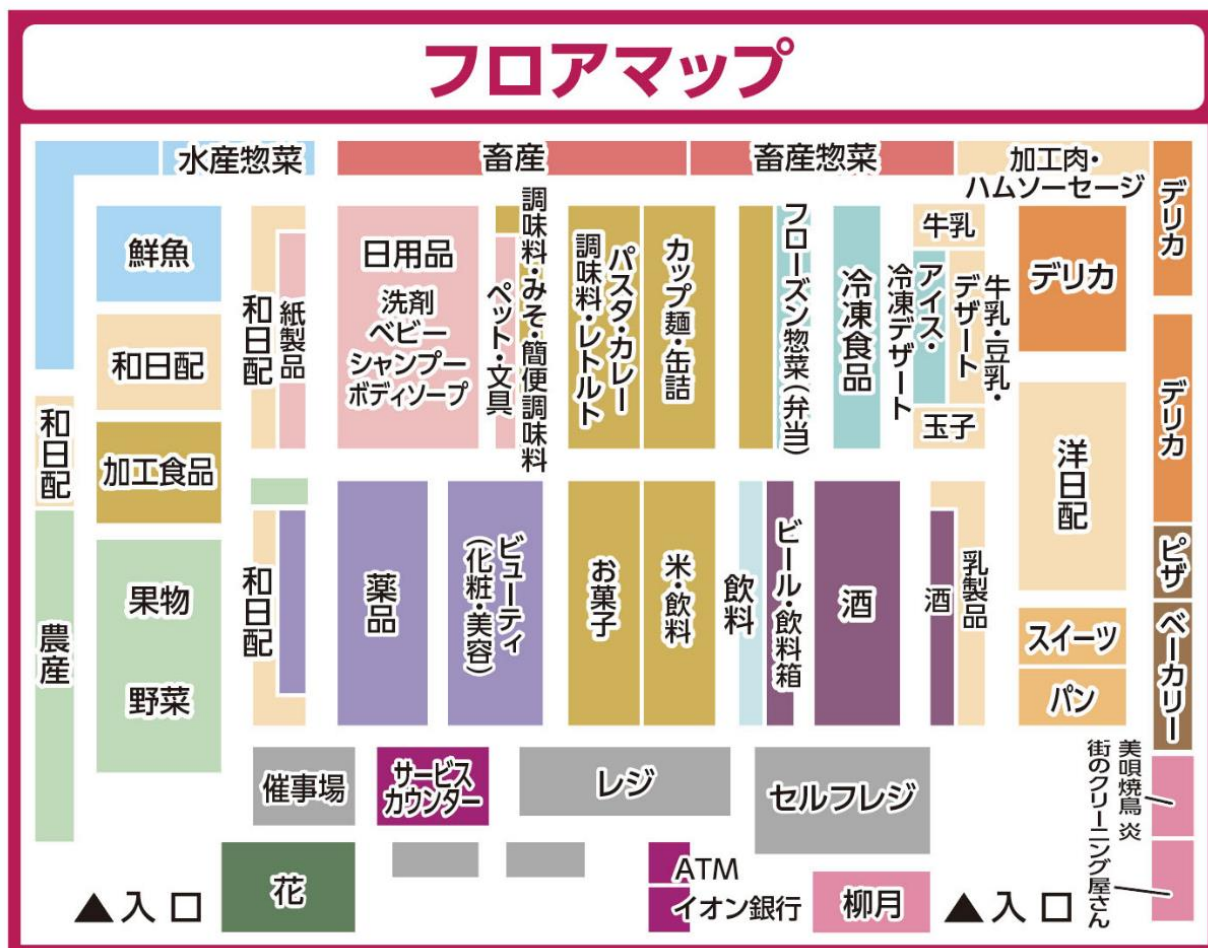 フロアマップ
水産惣菜
畜産
畜産惣菜
加工肉・
ハムソーセージ
デリカ
鮮魚
和日配
加工食品
果物
野菜
和日配
農産
和日配
紙製品
和日配
日用品
洗剤
ベビー
シャンプー
ボディソープ
ペット・文具
調味料・みそ・簡便調味料
パスタ・カレー
調味料・レトルト
カップ麺・缶詰
フローズン惣菜(弁当)
冷凍食品
牛乳
アイス・
冷凍デザート
牛乳・豆乳・
デザート
玉子
デリカ
デリカ
洋日配
薬品
ビューティ
(化粧・美容)
お菓子
米・飲料
飲料
ビール・飲料箱
酒
酒
乳製品
スイーツ
パン
ピザ
ベーカリー
催事場
サービス
カウンター
レジ
セルフレジ
美唄焼鳥 炎
街のクリーニング屋さん
▲入口
花
ATM
イオン銀行
柳月
▲入口